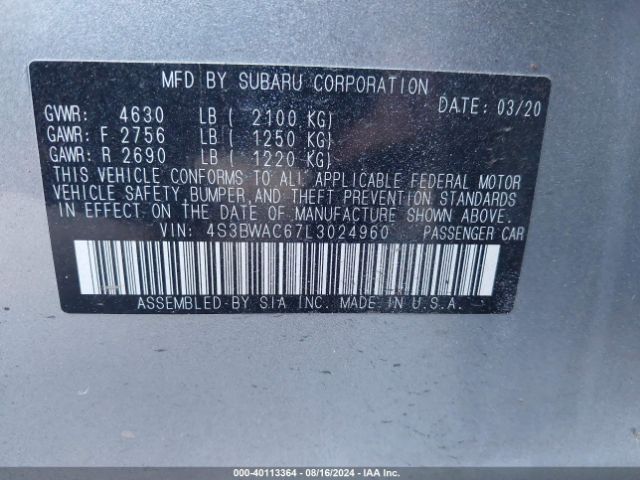 MFD BY SUBARU CORPORATION
DATE: 03/20
GVWR: 4630 LB ( 2100 KG)
GAWR: F 2756 LB ( 1250 KG)
GAWR: R 2690 LB ( 1220 KG)
THIS VEHICLE CONFORMS TO ALL APPLICABLE FEDERAL MOTOR
VEHICLE SAFETY, BUMPER, AND THEFT PREVENTION STANDARDS
IN EFFECT ON THE DATE OF MANUFACTURE SHOWN ABOVE.
VIN: 4S3BWAC67L3024960 PASSENGER CAR
ASSEMBLED BY SIA INC. MADE IN U.S.A.
000-40113364 - 08/16/2024 - IAA Inc.